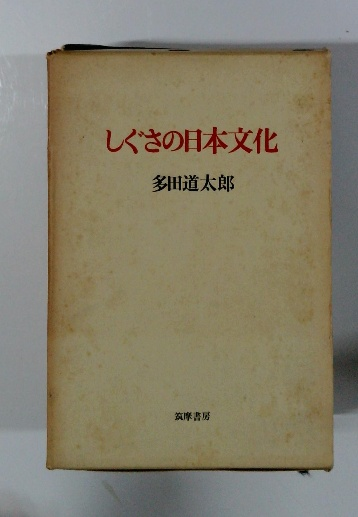 しぐさの日本文化
多田道太郎
筑摩書房